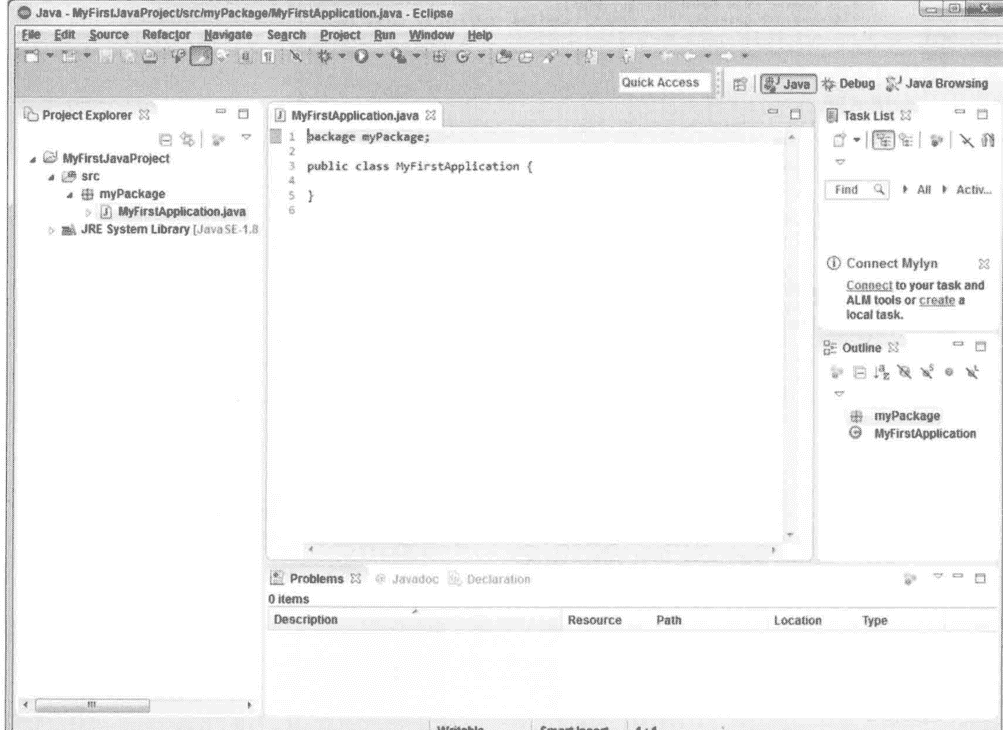 Java - MyFirstJavaProject/src/myPackage/MyFirstApplication.java - Eclipse
File Edit Source Refactor Navigate Search Project Run Window Help
Quick Access Java Debug Java Browsing
Project Explorer
MyFirstJavaProject
src
myPackage
MyFirstApplication.java
JRE System Library [JavaSE-1.8
MyFirstApplication.java
1 package myPackage;
2
3 public class MyFirstApplication {
4
5 }
6
Task List
Find All Activ...
Connect Mylyn
Connect to your task and
ALM tools or create a
local task.
Outline
myPackage
MyFirstApplication
Problems @ Javadoc Declaration
0 items
Description Resource Path Location Type
Writable Smart Insert 1 : 1